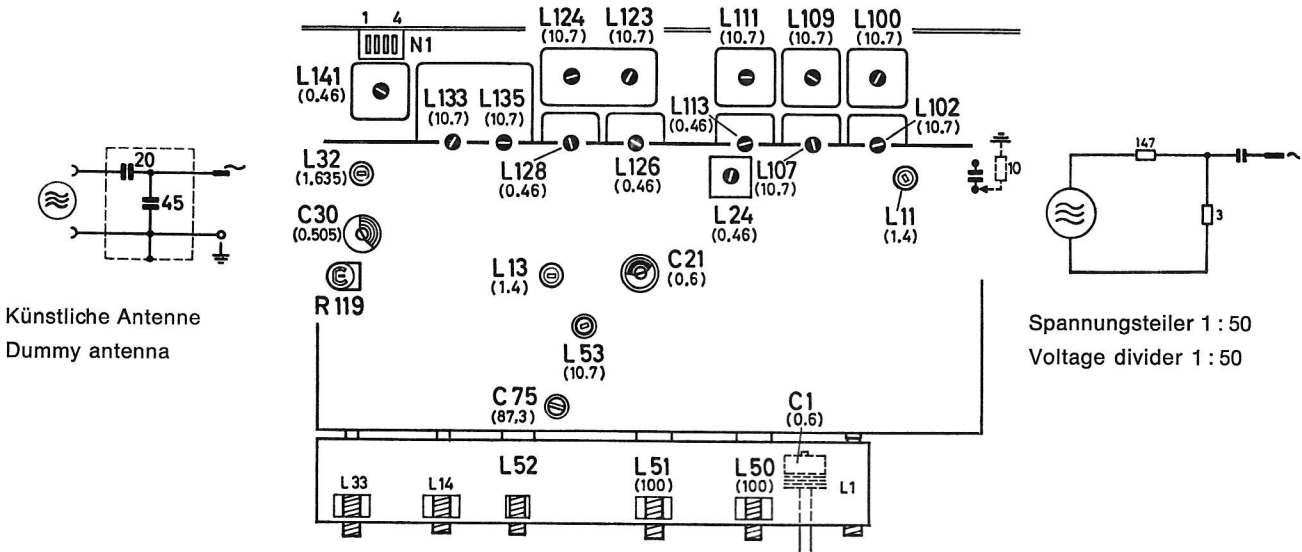 1 4
N1
L124
(10.7)
L123
(10.7)
L111
(10.7)
L109
(10.7)
L100
(10.7)
L141
(0.46)
L133
(10.7)
L135
(10.7)
L113
(0.46)
L102
(10.7)
L32
(1,635)
L128
(0.46)
L126
(0.46)
L107
(10.7)
L24
(0,46)
L11
(1.4)
10
20
45
147
3
C30
(0.505)
R119
L13
(1.4)
C21
(0,6)
L53
(10.7)
C75
(87,3)
C1
(0.6)
Künstliche Antenne
Dummy antenna
Spannungsteiler 1 : 50
Voltage divider 1 : 50
L33
L14
L52
L51
(100)
L50
(100)
L1